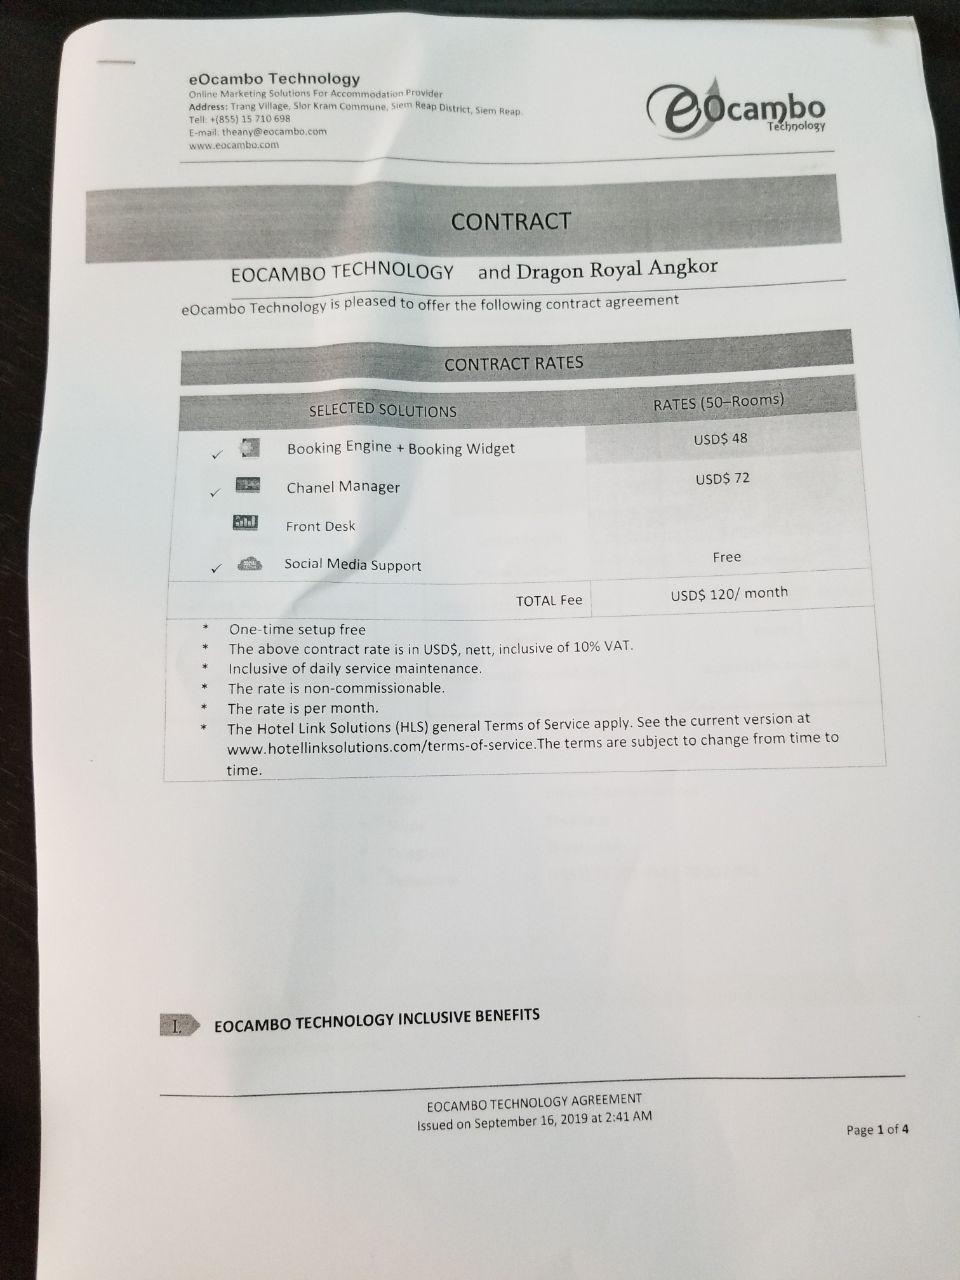 eOcambo Technology
Online Marketing Solutions For Accommodation Provider
Address: Trang Village, Slor Kram Commune, Siem Reap District, Siem Reap.
Tell: +(855) 15 710 698
E-mail: theany@eocambo.com
www.eocambo.com
eOcambo
Technology
CONTRACT
EOCAMBO TECHNOLOGY and Dragon Royal Angkor
eOcambo Technology is pleased to offer the following contract agreement
CONTRACT RATES
SELECTED SOLUTIONS RATES (50–Rooms)
✓ Booking Engine + Booking Widget USD$ 48
✓ Chanel Manager USD$ 72
Front Desk
✓ Social Media Support Free
TOTAL Fee USD$ 120/ month
* One-time setup free
* The above contract rate is in USD$, nett, inclusive of 10% VAT.
* Inclusive of daily service maintenance.
* The rate is non-commissionable.
* The rate is per month.
* The Hotel Link Solutions (HLS) general Terms of Service apply. See the current version at
www.hotellinksolutions.com/terms-of-service.The terms are subject to change from time to
time.
I. EOCAMBO TECHNOLOGY INCLUSIVE BENEFITS
EOCAMBO TECHNOLOGY AGREEMENT
Issued on September 16, 2019 at 2:41 AM
Page 1 of 4